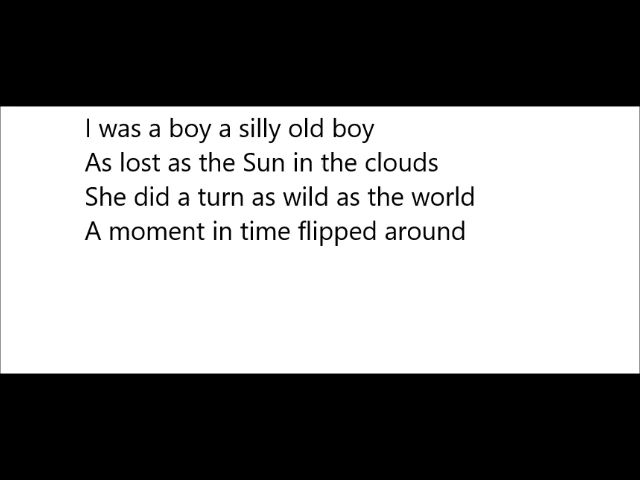 I was a boy a silly old boy
As lost as the Sun in the clouds
She did a turn as wild as the world
A moment in time flipped around